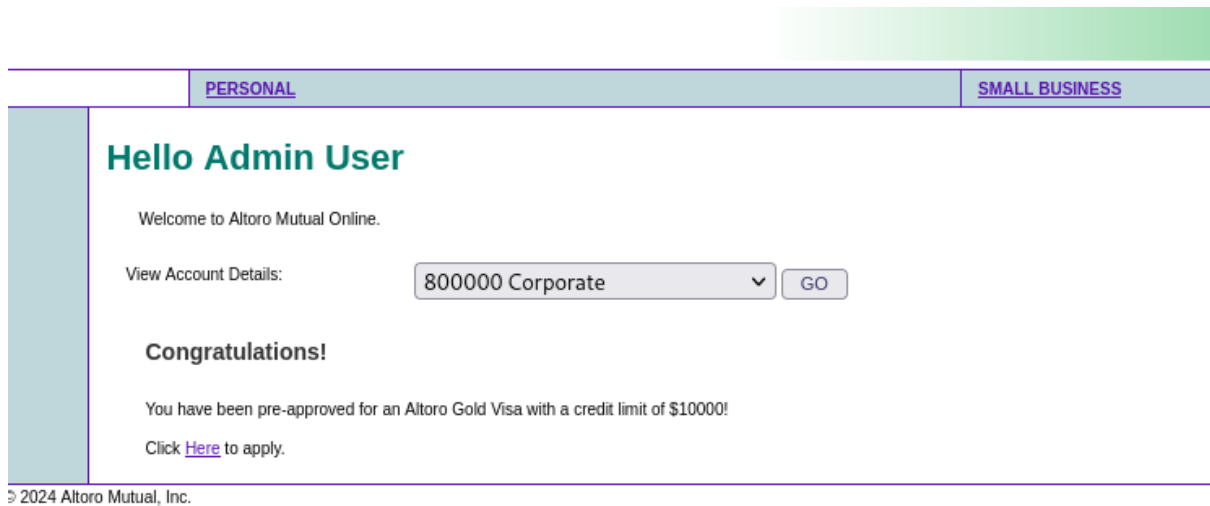 PERSONAL
SMALL BUSINESS
Hello Admin User
Welcome to Altoro Mutual Online.
View Account Details:
800000 Corporate
GO
Congratulations!
You have been pre-approved for an Altoro Gold Visa with a credit limit of $10000!
Click Here to apply.
© 2024 Altoro Mutual, Inc.